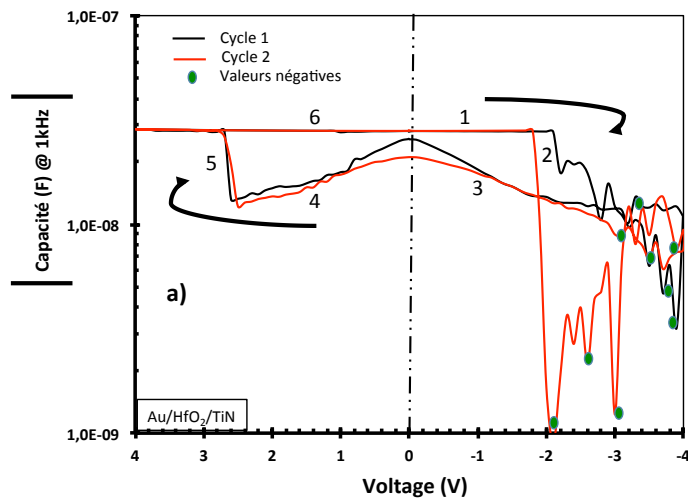 1,0E-07
Cycle 1
Cycle 2
Valeurs négatives
6
1
5
2
4
3
1,0E-08
a)
Au/HfO₂/TiN
1,0E-09
4
3
2
1
0
-1
-2
-3
-4
Voltage (V)
Capacité (F) @ 1kHz